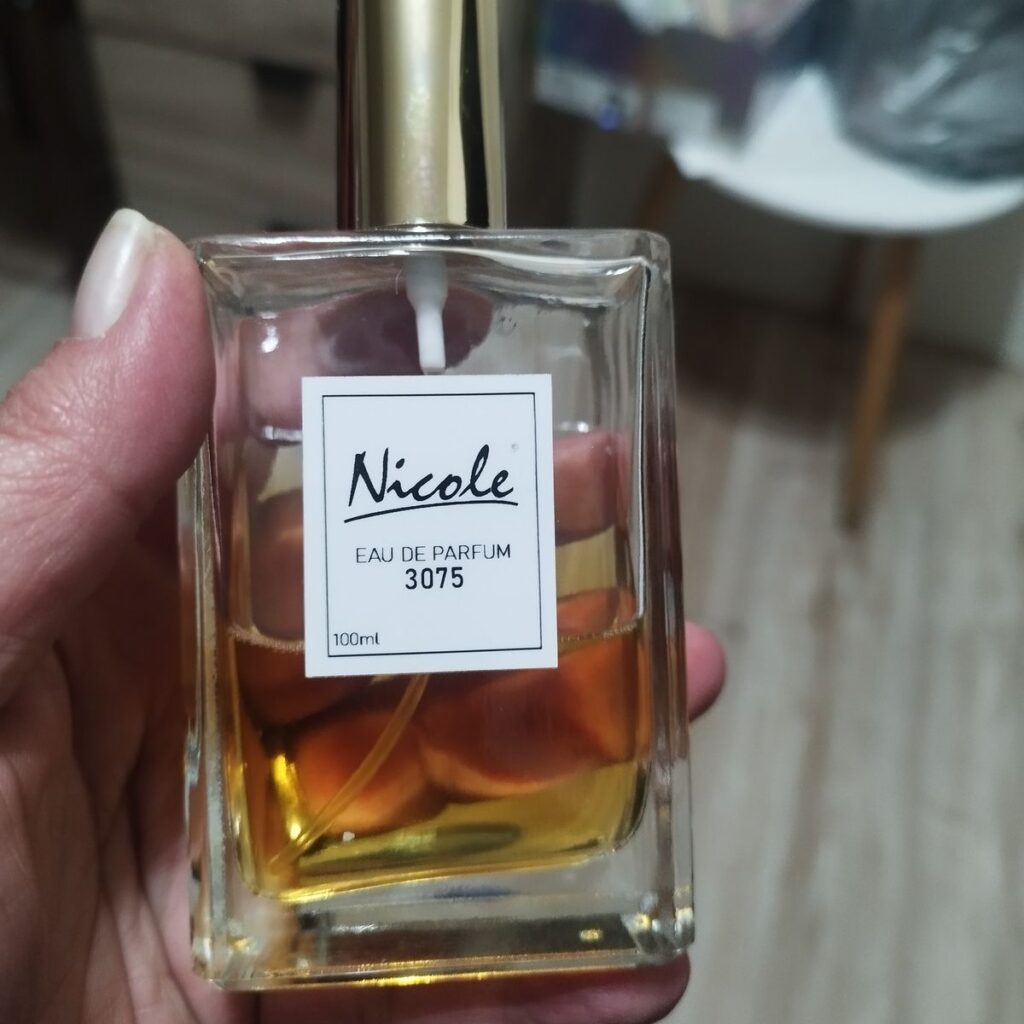 Nicole
EAU DE PARFUM
3075
100ml